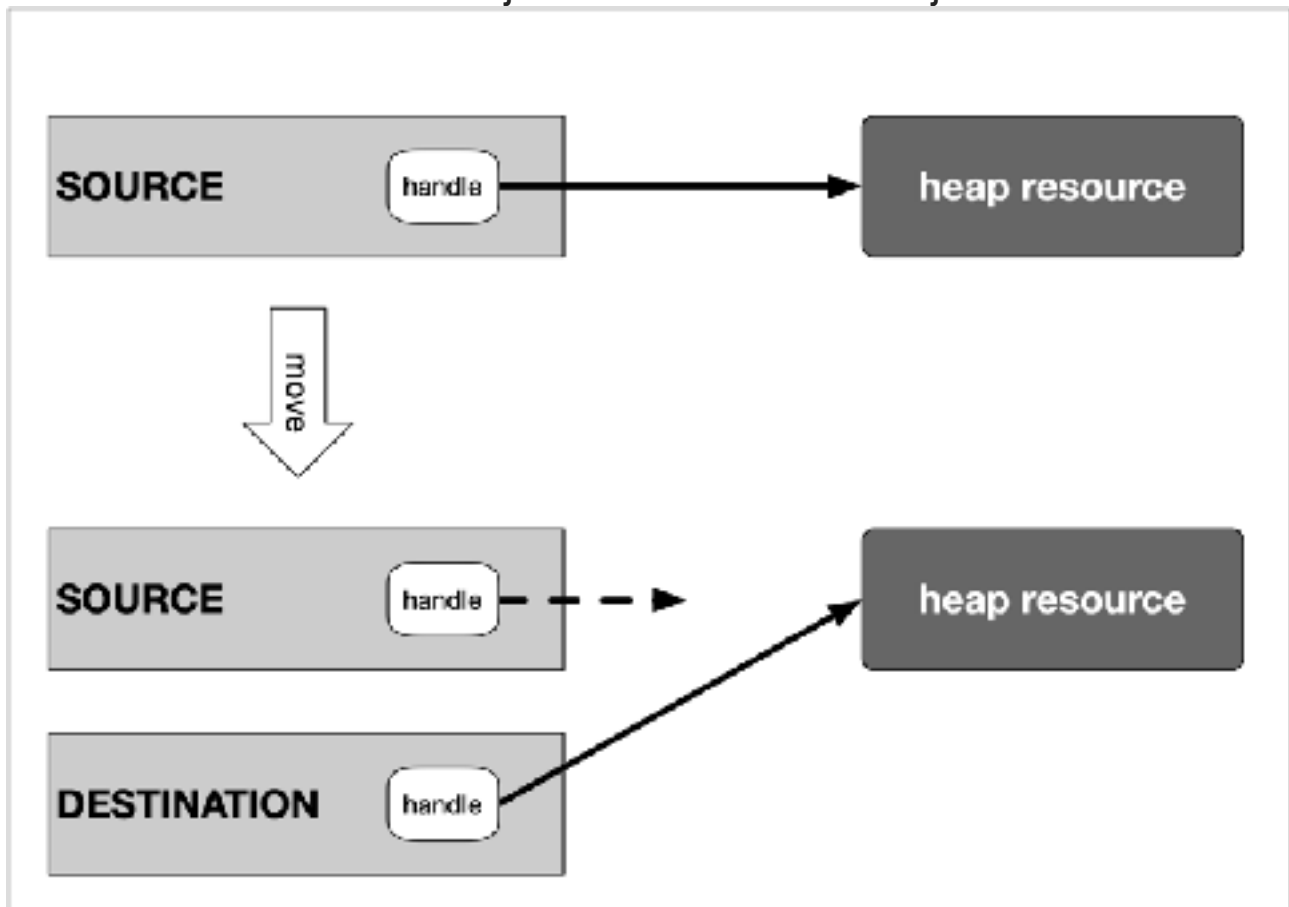 SOURCE
handle
heap resource
move
SOURCE
handle
heap resource
DESTINATION
handle